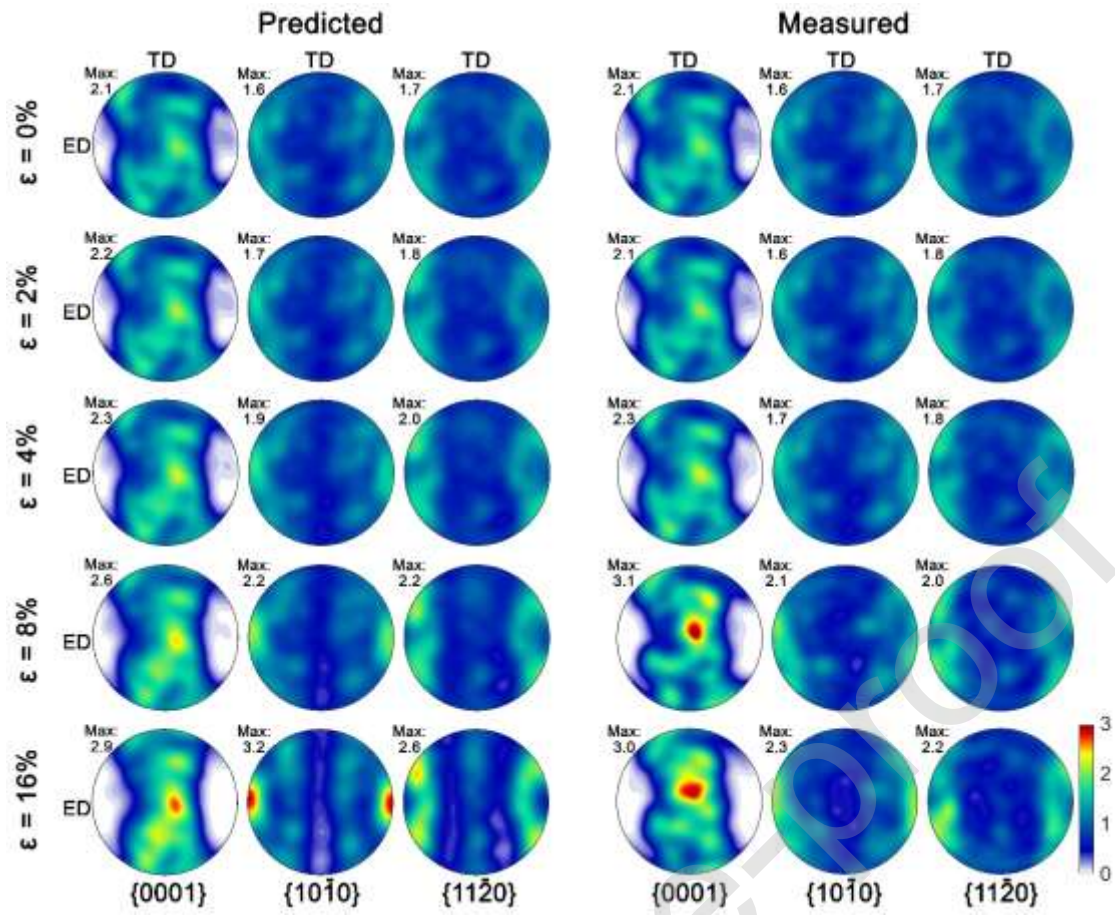 Predicted Measured
TD TD TD TD TD TD
Max: 2.1 Max: 1.6 Max: 1.7 Max: 2.1 Max: 1.6 Max: 1.7
ε = 0% ED ED
Max: 2.2 Max: 1.7 Max: 1.8 Max: 2.1 Max: 1.6 Max: 1.8
ε = 2% ED ED
Max: 2.3 Max: 1.9 Max: 2.0 Max: 2.3 Max: 1.7 Max: 1.8
ε = 4% ED ED
Max: 2.6 Max: 2.2 Max: 2.2 Max: 3.1 Max: 2.1 Max: 2.0
ε = 8% ED ED
Max: 2.9 Max: 3.2 Max: 2.6 Max: 3.0 Max: 2.3 Max: 2.2
ε = 16% ED ED
3
2
1
0
{0001} {101̄0} {112̄0} {0001} {101̄0} {112̄0}
e-proof